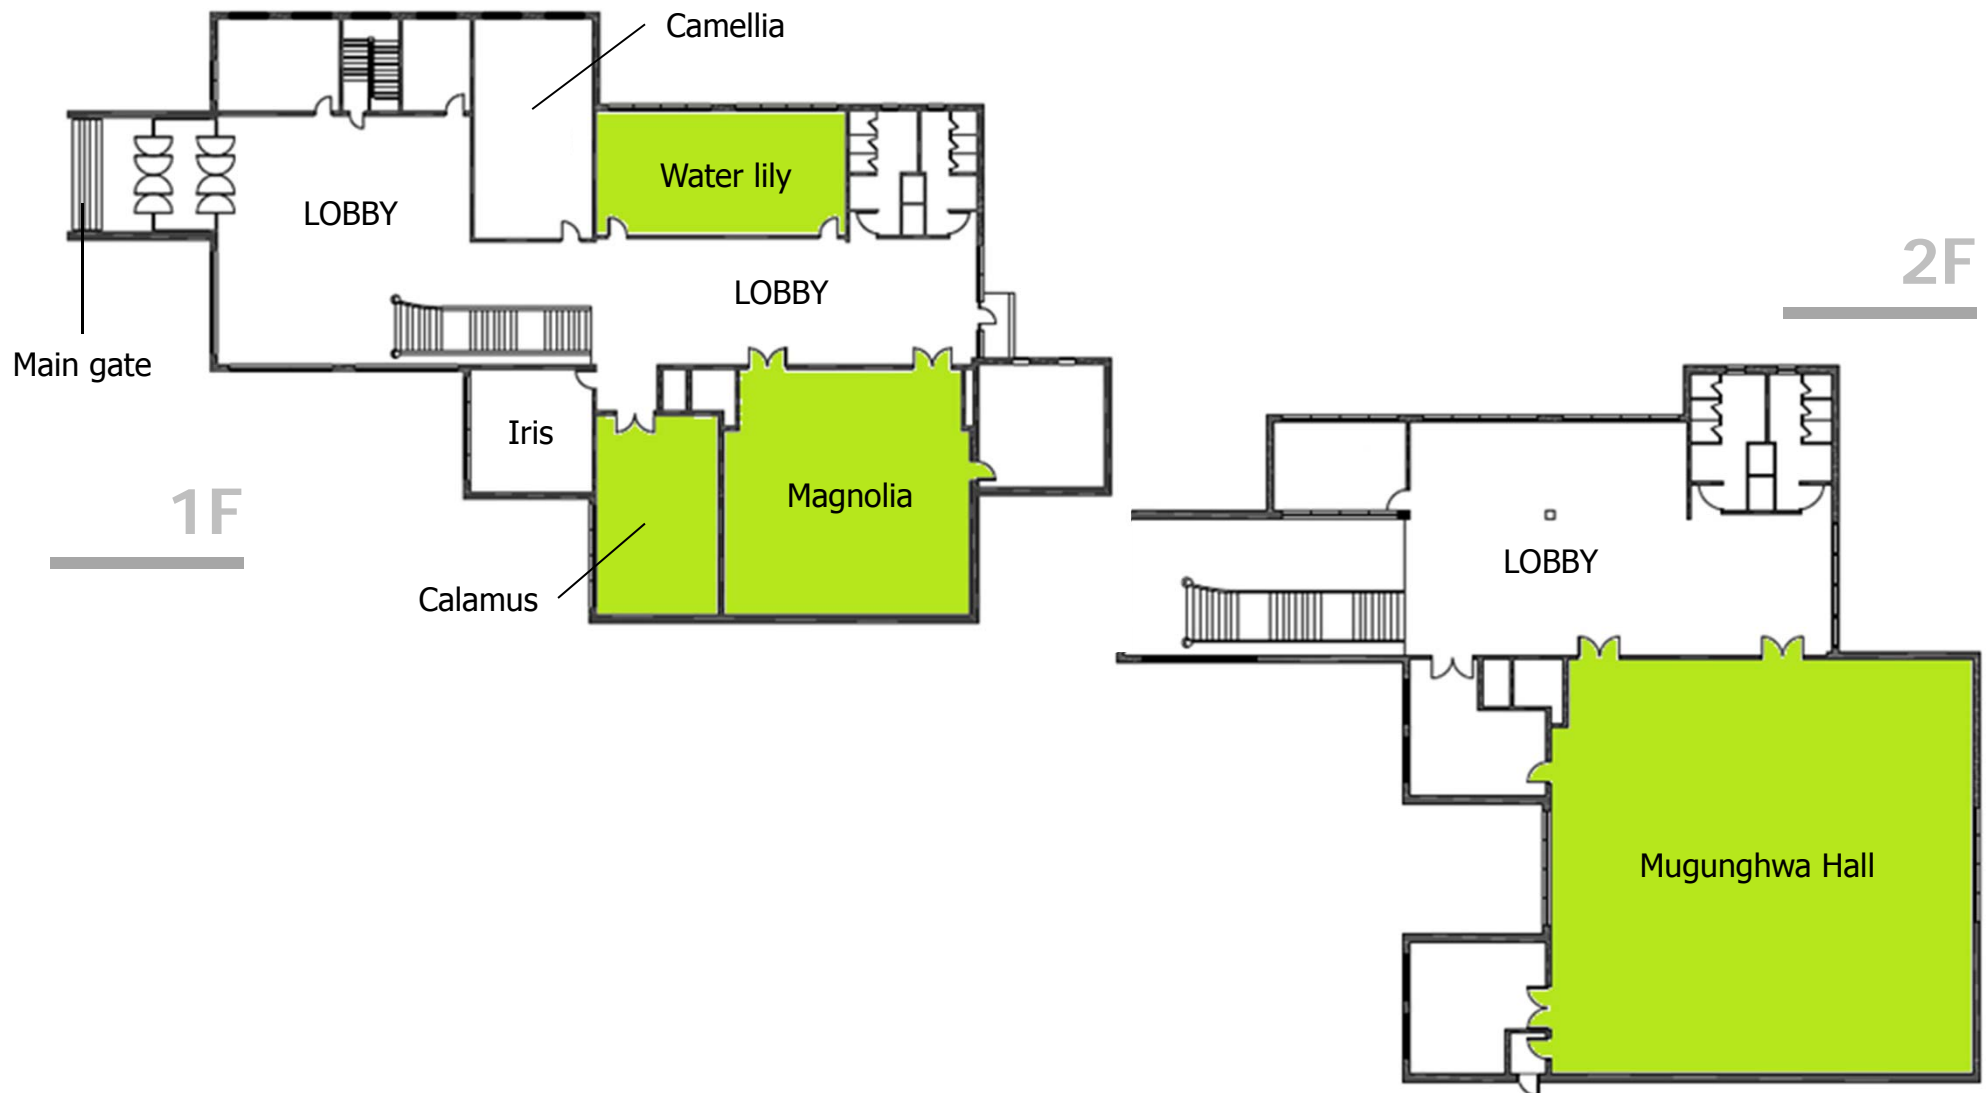 Camellia
Water lily
LOBBY
LOBBY
Main gate
Iris
Magnolia
1F
Calamus
2F
LOBBY
Mugunghwa Hall